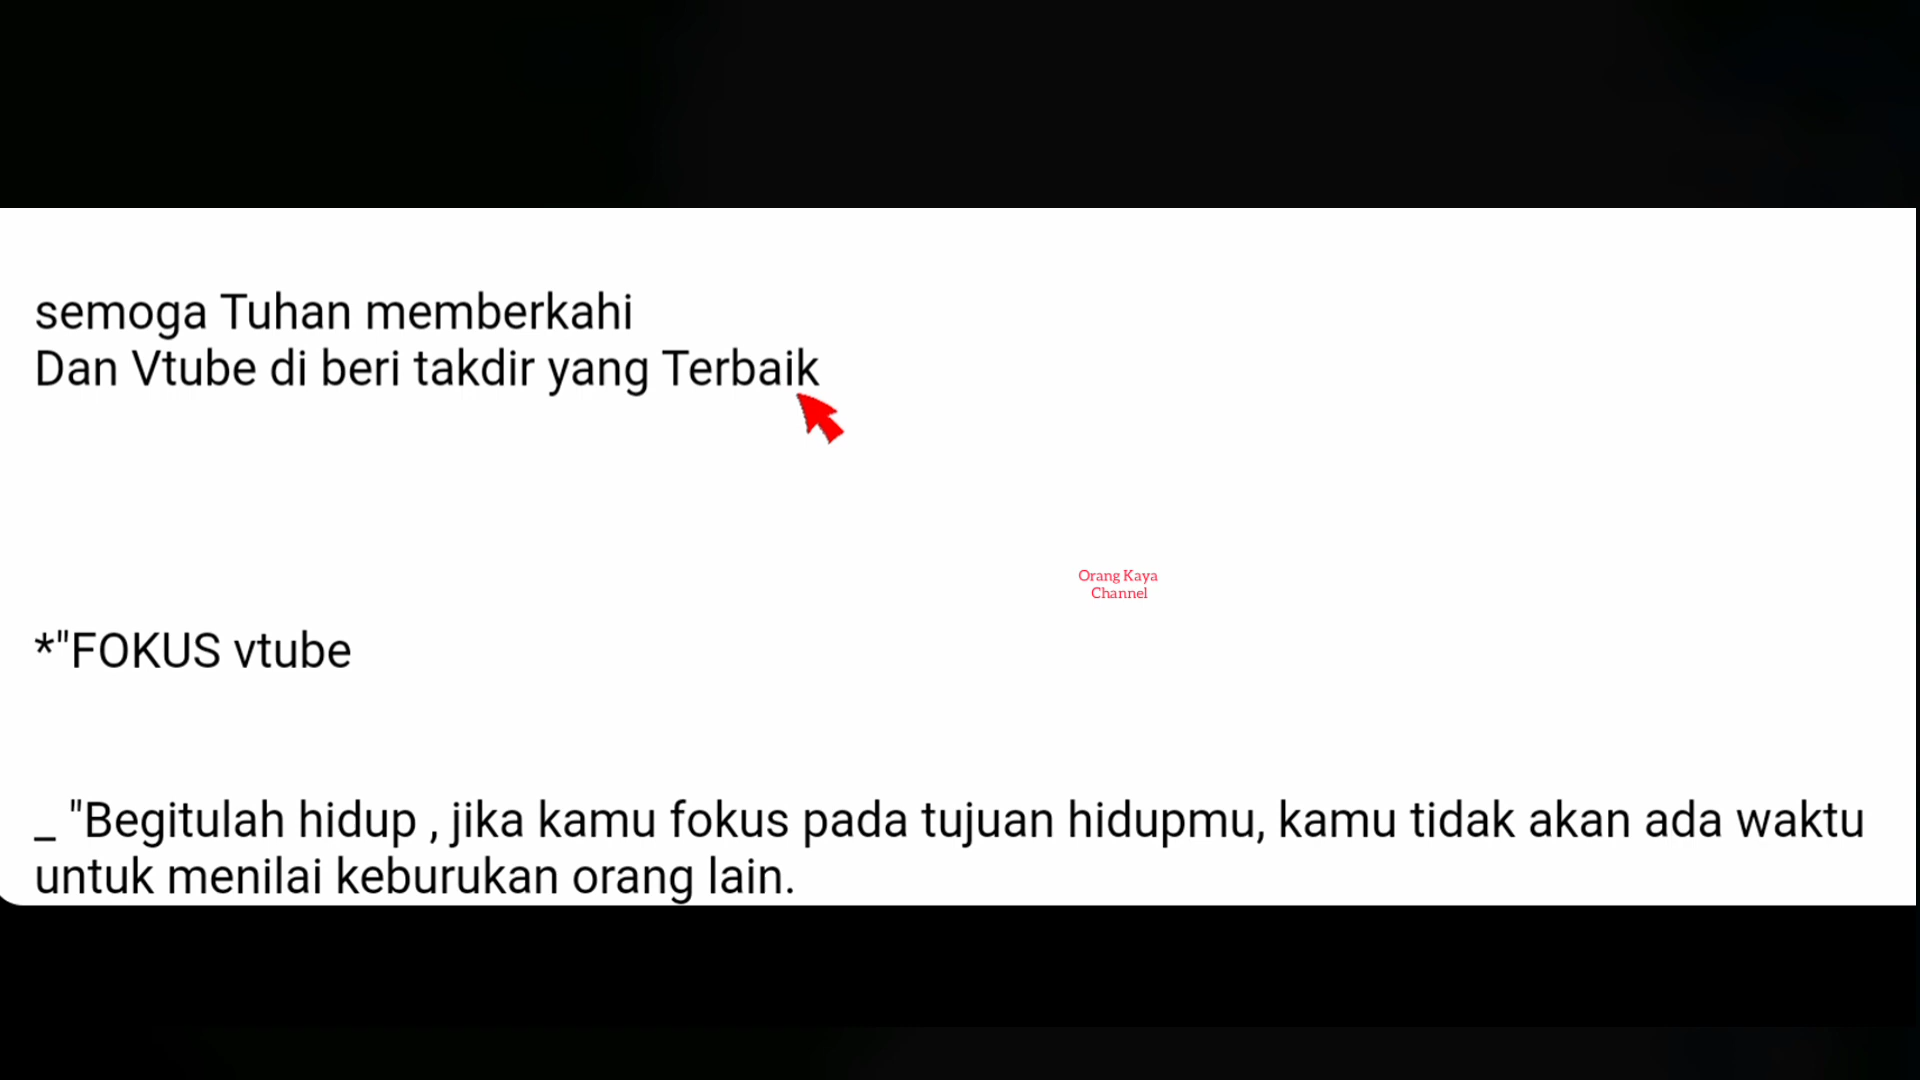 semoga Tuhan memberkahi
Dan Vtube di beri takdir yang Terbaik
Orang Kaya
Channel
*"FOKUS vtube
_ "Begitulah hidup , jika kamu fokus pada tujuan hidupmu, kamu tidak akan ada waktu
untuk menilai keburukan orang lain.